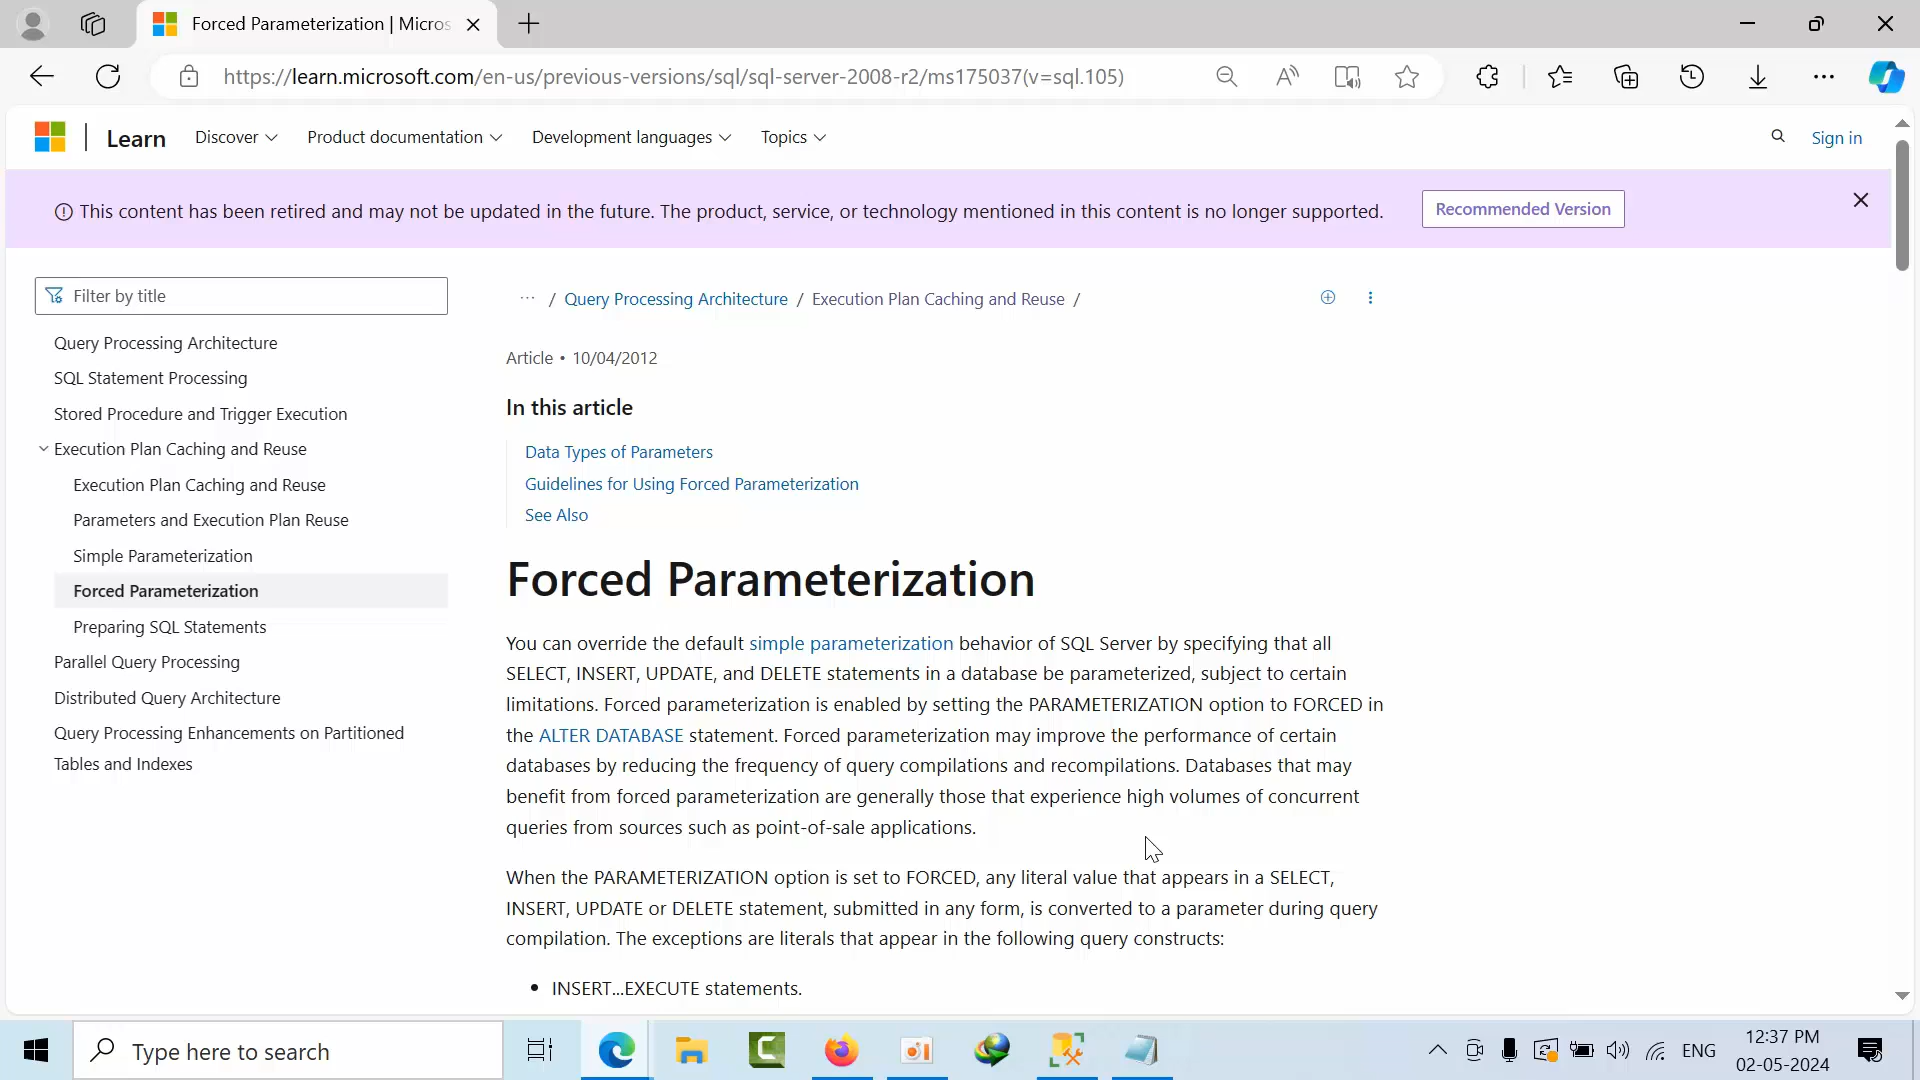 Forced Parameterization | Micros
https://learn.microsoft.com/en-us/previous-versions/sql/sql-server-2008-r2/ms175037(v=sql.105)
Learn Discover Product documentation Development languages Topics Sign in
This content has been retired and may not be updated in the future. The product, service, or technology mentioned in this content is no longer supported. Recommended Version
Filter by title
Query Processing Architecture
SQL Statement Processing
Stored Procedure and Trigger Execution
Execution Plan Caching and Reuse
Execution Plan Caching and Reuse
Parameters and Execution Plan Reuse
Simple Parameterization
Forced Parameterization
Preparing SQL Statements
Parallel Query Processing
Distributed Query Architecture
Query Processing Enhancements on Partitioned
Tables and Indexes
··· / Query Processing Architecture / Execution Plan Caching and Reuse /
Article • 10/04/2012
In this article
Data Types of Parameters
Guidelines for Using Forced Parameterization
See Also
Forced Parameterization
You can override the default simple parameterization behavior of SQL Server by specifying that all
SELECT, INSERT, UPDATE, and DELETE statements in a database be parameterized, subject to certain
limitations. Forced parameterization is enabled by setting the PARAMETERIZATION option to FORCED in
the ALTER DATABASE statement. Forced parameterization may improve the performance of certain
databases by reducing the frequency of query compilations and recompilations. Databases that may
benefit from forced parameterization are generally those that experience high volumes of concurrent
queries from sources such as point-of-sale applications.
When the PARAMETERIZATION option is set to FORCED, any literal value that appears in a SELECT,
INSERT, UPDATE or DELETE statement, submitted in any form, is converted to a parameter during query
compilation. The exceptions are literals that appear in the following query constructs:
• INSERT...EXECUTE statements.
Type here to search
ENG
12:37 PM
02-05-2024